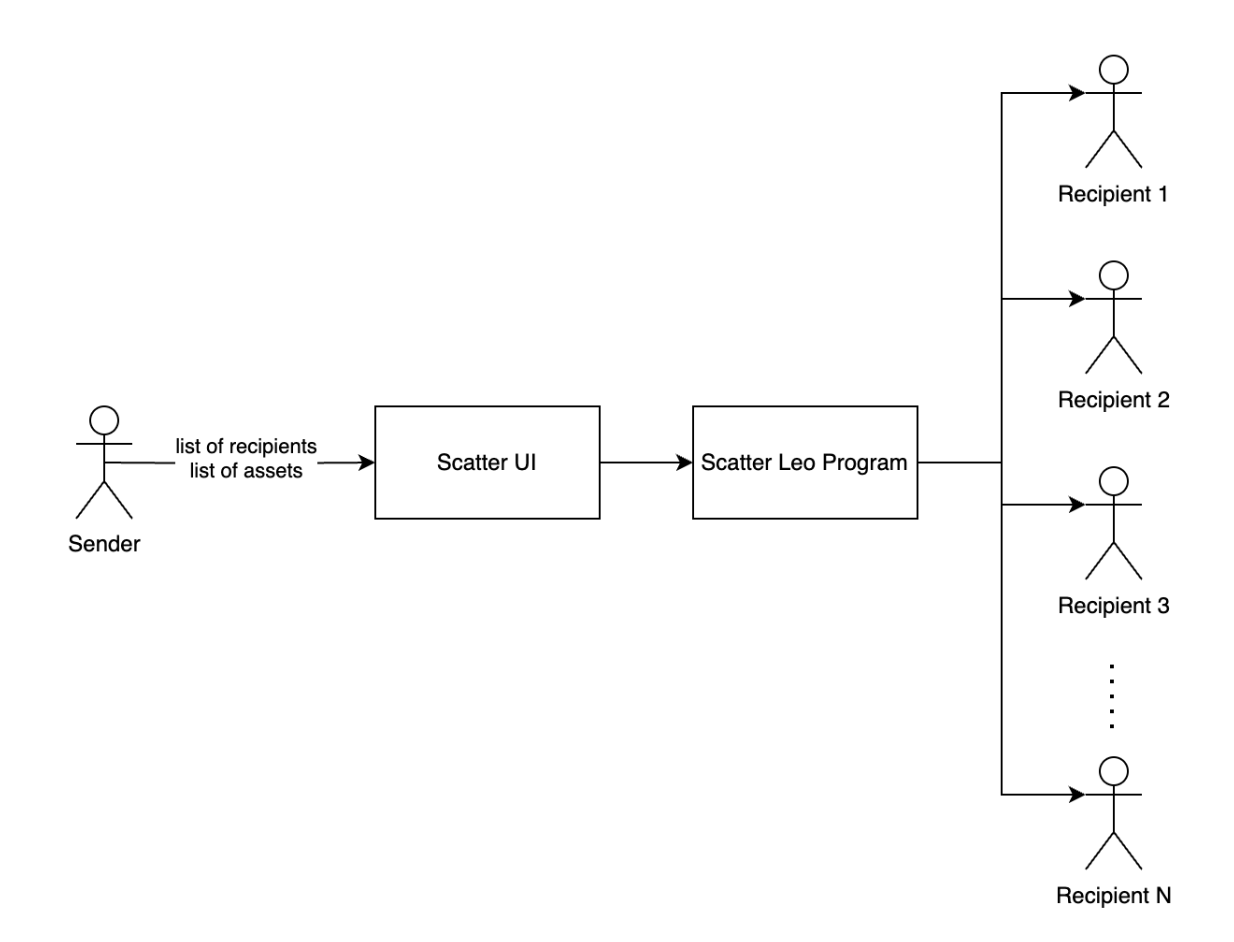 Recipient 1
Recipient 2
list of recipients
list of assets
Scatter UI
Scatter Leo Program
Sender
Recipient 3
Recipient N